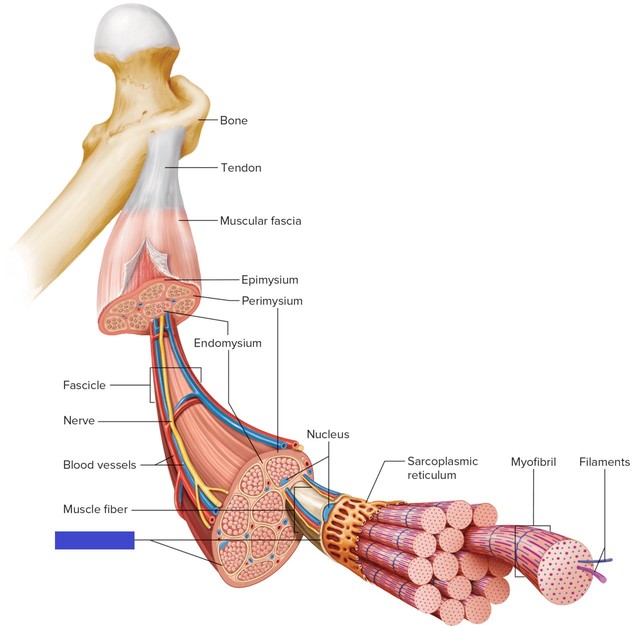 Bone
Tendon
Muscular fascia
Epimysium
Perimysium
Endomysium
Fascicle
Nerve
Nucleus
Blood vessels
Sarcoplasmic
reticulum
Myofibril
Filaments
Muscle fiber